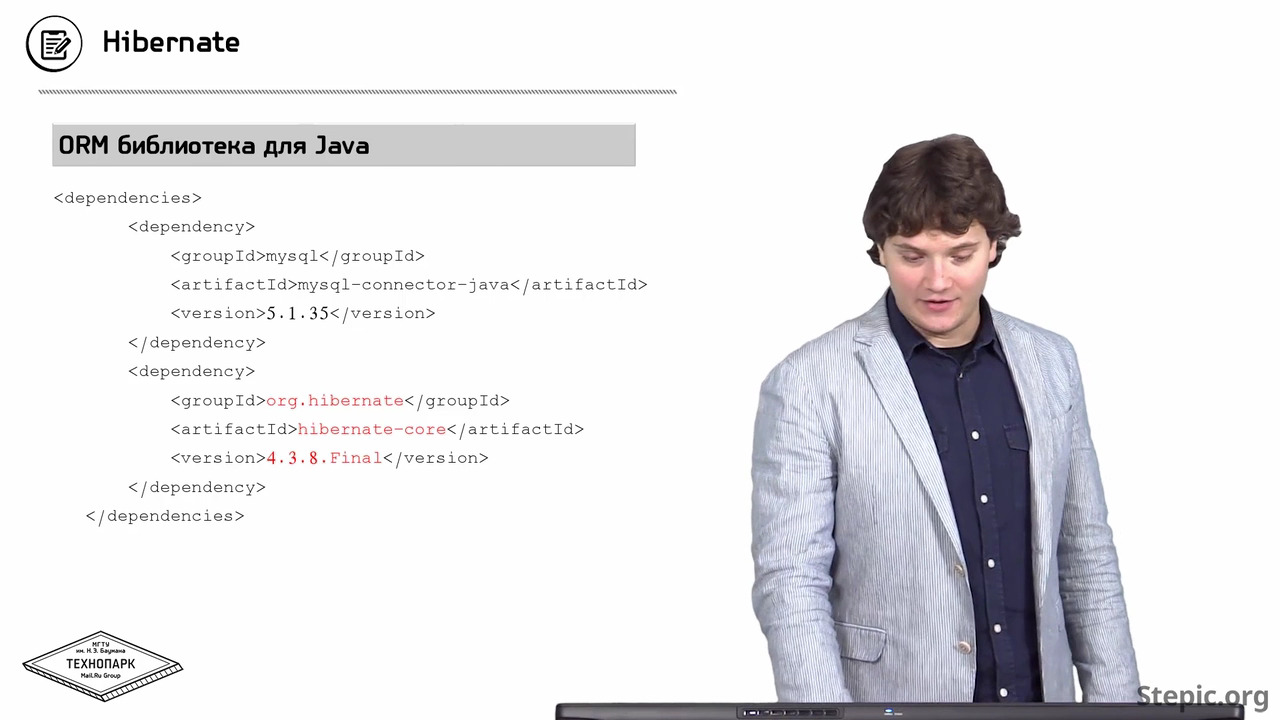 Hibernate
ORM библиотека для Java
<dependencies>
<dependency>
<groupId>mysql</groupId>
<artifactId>mysql-connector-java</artifactId>
<version>5.1.35</version>
</dependency>
<dependency>
<groupId>org.hibernate</groupId>
<artifactId>hibernate-core</artifactId>
<version>4.3.8.Final</version>
</dependency>
</dependencies>
МГТУ
им. Н.Э. Баумана
ТЕХНОПАРК
Mail.Ru Group
Stepic.org